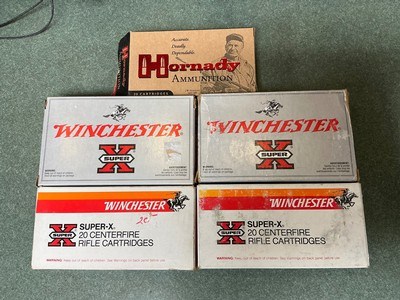 Accurate.
Deadly.
Dependable.
Hornady
AMMUNITION
20 CARTRIDGES
WINCHESTER
X
SUPER
WINCHESTER
X
SUPER
WINCHESTER
X
SUPER
SUPER-X
20 CENTERFIRE
RIFLE CARTRIDGES
WINCHESTER
X
SUPER
SUPER-X
20 CENTERFIRE
RIFLE CARTRIDGES